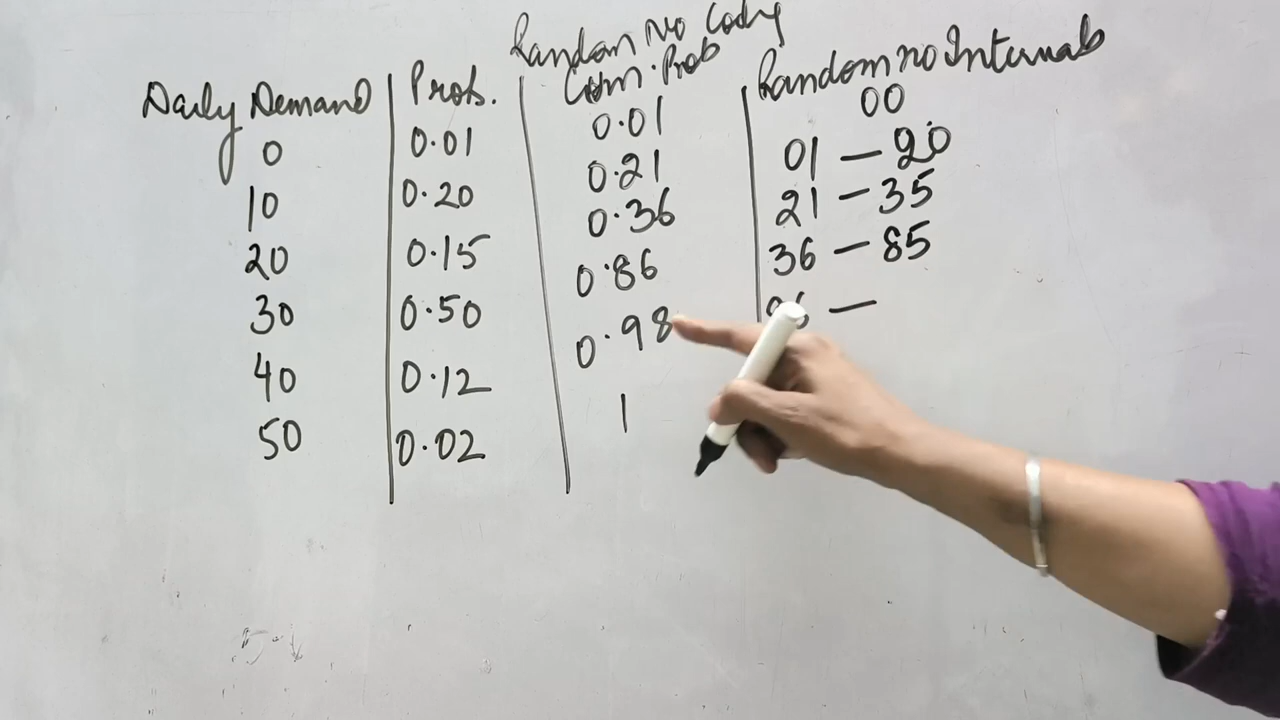 Random No Coding
Daily Demand Prob. Cum. Prob Random no Intervals
0 0.01 0.01 00
10 0.20 0.21 01 — 20
20 0.15 0.36 21 — 35
30 0.50 0.86 36 — 85
40 0.12 0.98 —
50 0.02 1